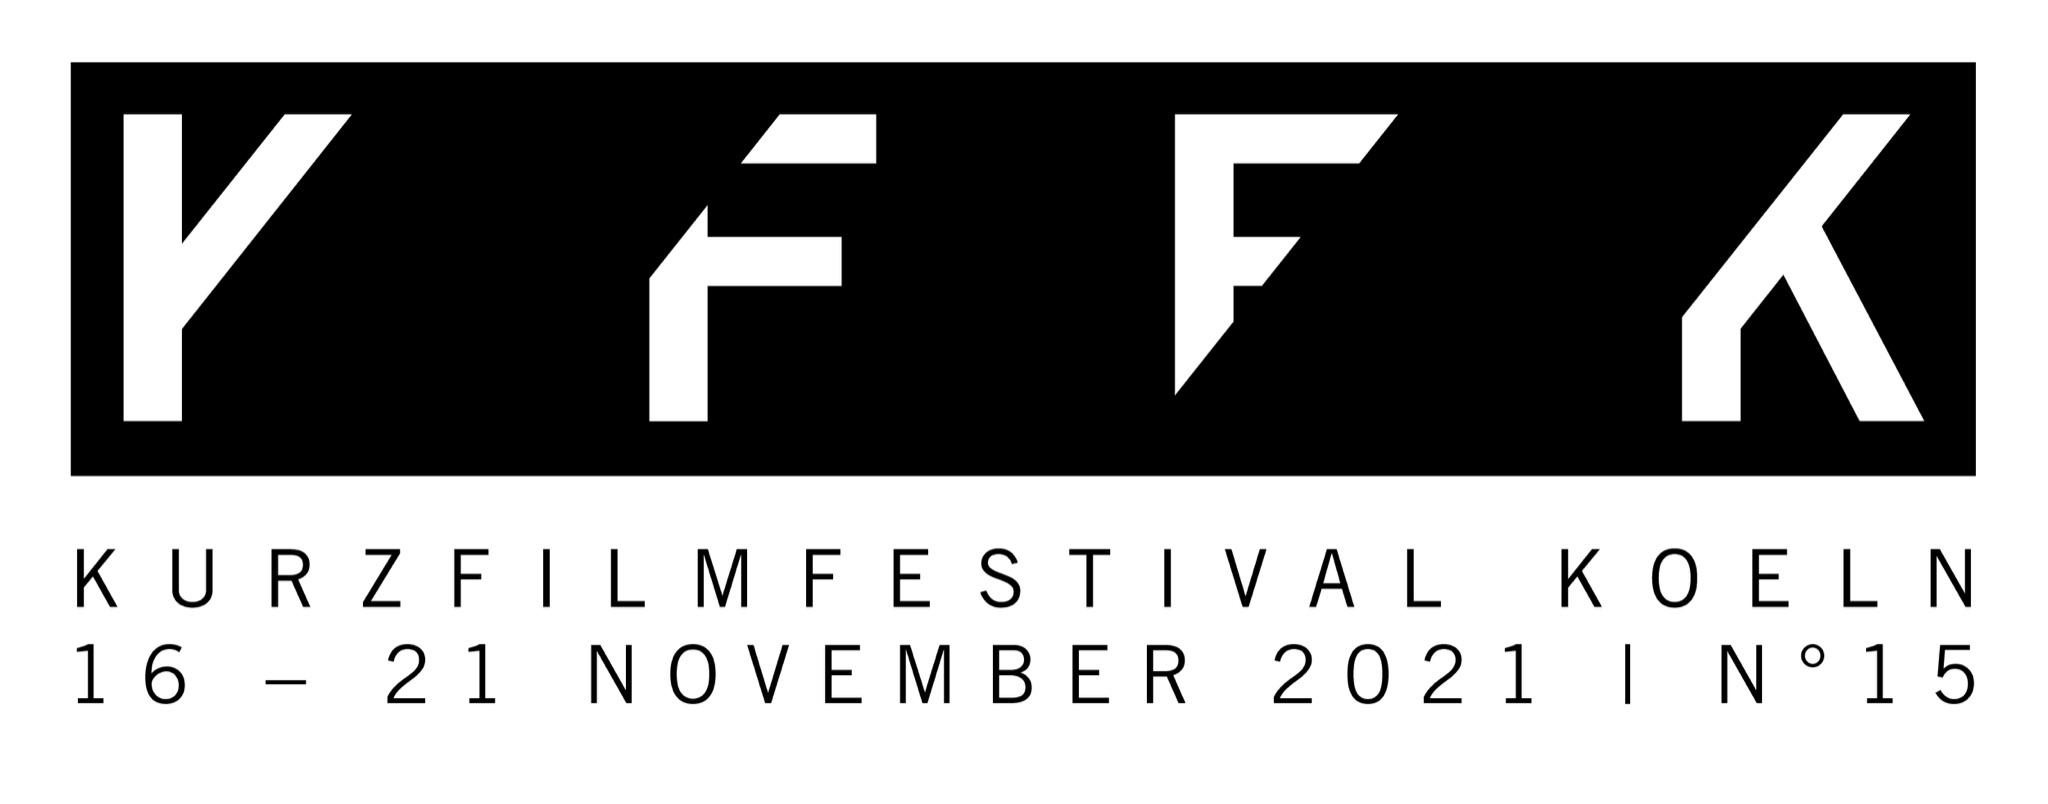 KFFK
KURZFILMFESTIVAL KOELN
16 – 21 NOVEMBER 2021 | N°15